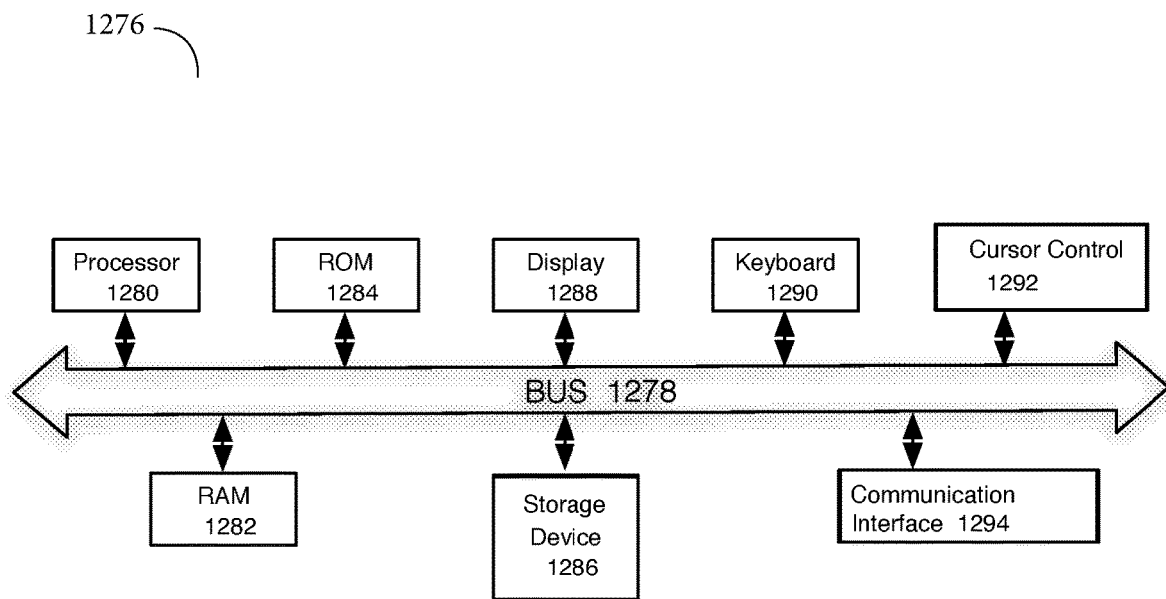 1276
Processor
1280
ROM
1284
Display
1288
Keyboard
1290
Cursor Control
1292
BUS 1278
RAM
1282
Storage
Device
1286
Communication
Interface 1294